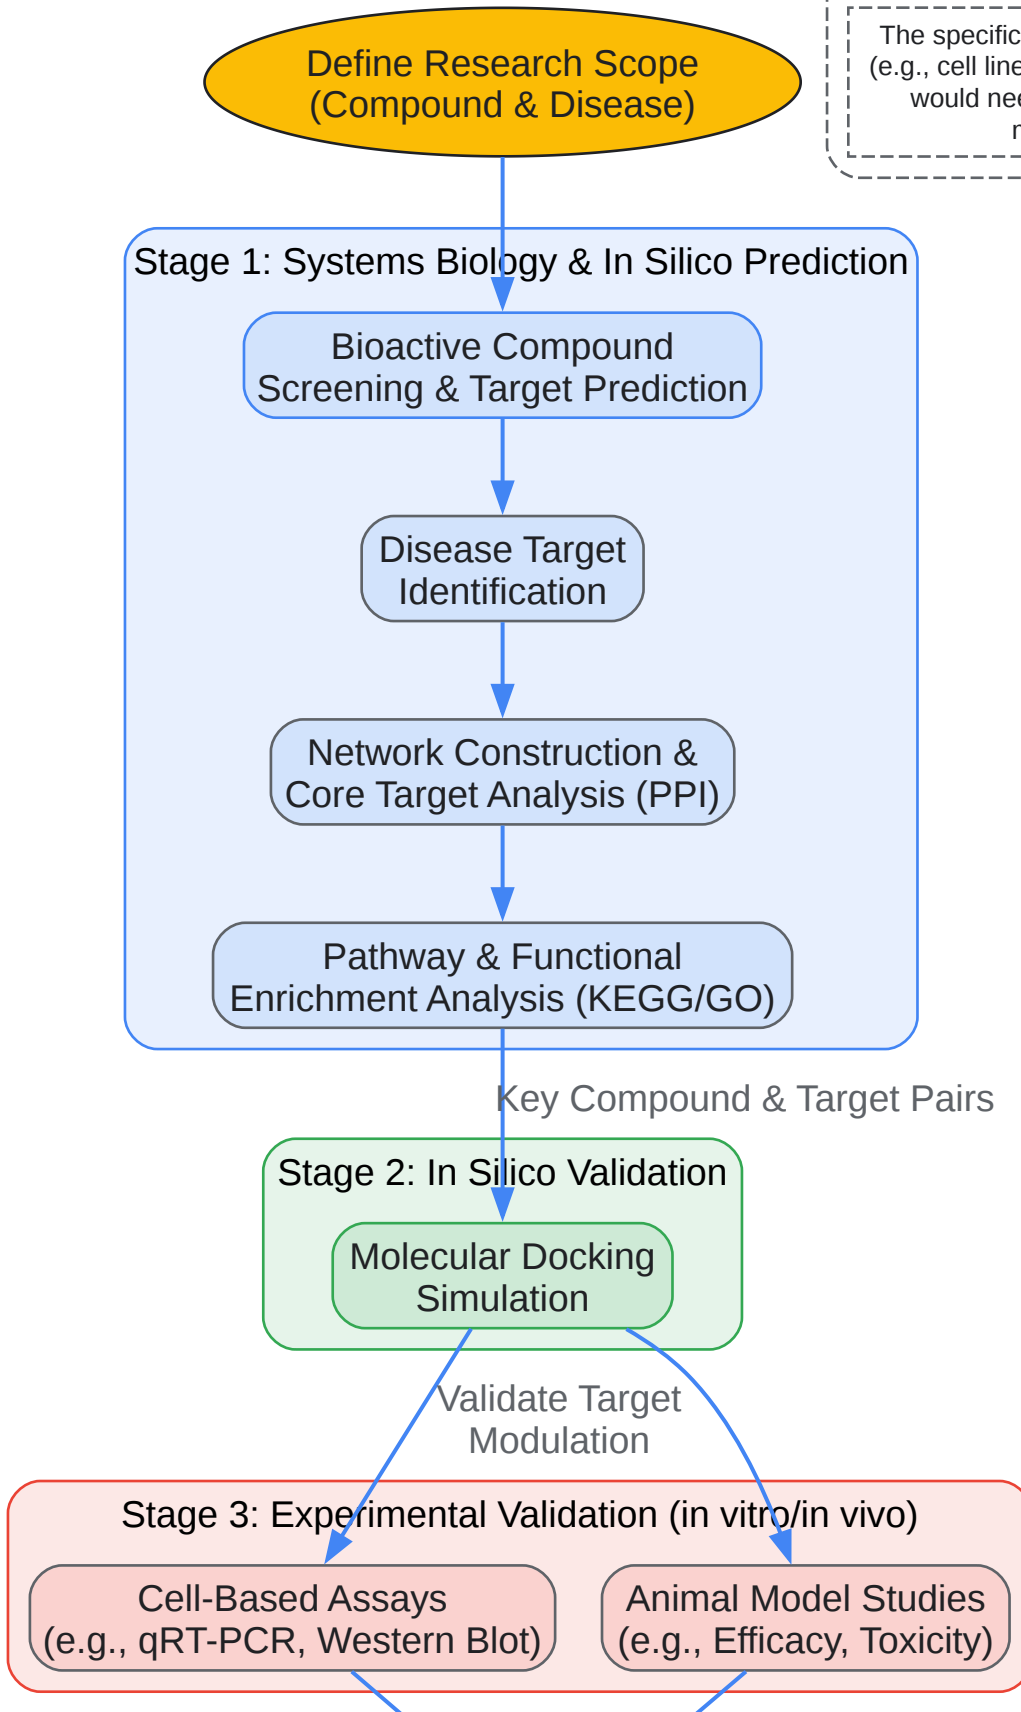 Define Research Scope
(Compound & Disease)
The specific
(e.g., cell line
would nee
Stage 1: Systems Biology & In Silico Prediction
Bioactive Compound
Screening & Target Prediction
Disease Target
Identification
Network Construction &
Core Target Analysis (PPI)
Pathway & Functional
Enrichment Analysis (KEGG/GO)
Key Compound & Target Pairs
Stage 2: In Silico Validation
Molecular Docking
Simulation
Validate Target
Modulation
Stage 3: Experimental Validation (in vitro/in vivo)
Cell-Based Assays
(e.g., qRT-PCR, Western Blot)
Animal Model Studies
(e.g., Efficacy, Toxicity)